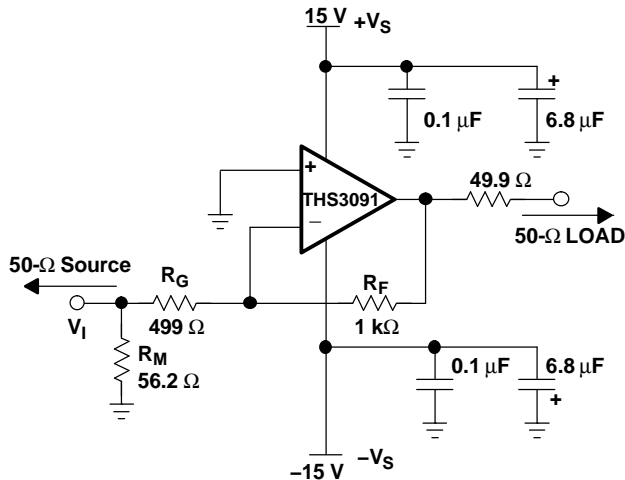 15 V +VS
+
0.1 µF
6.8 µF
+
THS3091
−
49.9 Ω
50-Ω LOAD
50-Ω Source
RG
499 Ω
RF
1 kΩ
VI
RM
56.2 Ω
0.1 µF
6.8 µF
+
−15 V
−VS